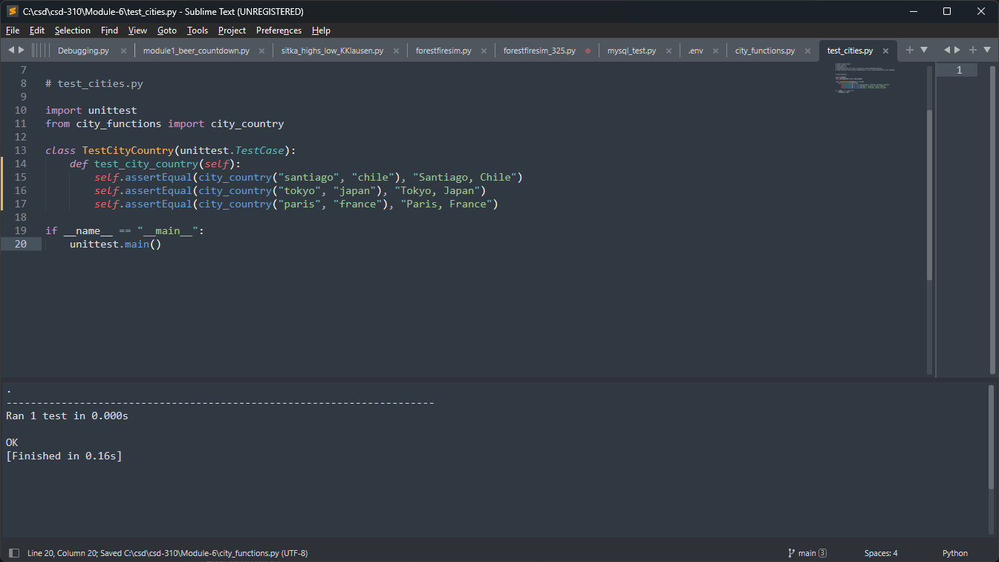 C:\csd\csd-310\Module-6\test_cities.py - Sublime Text (UNREGISTERED)
File Edit Selection Find View Goto Tools Project Preferences Help
Debugging.py module1_beer_countdown.py sitka_highs_low_KKlausen.py forestfiresim.py forestfiresim_325.py mysql_test.py .env city_functions.py test_cities.py
7
8 # test_cities.py
9
10 import unittest
11 from city_functions import city_country
12
13 class TestCityCountry(unittest.TestCase):
14 def test_city_country(self):
15 self.assertEqual(city_country("santiago", "chile"), "Santiago, Chile")
16 self.assertEqual(city_country("tokyo", "japan"), "Tokyo, Japan")
17 self.assertEqual(city_country("paris", "france"), "Paris, France")
18
19 if __name__ == "__main__":
20 unittest.main()
1
.
----------------------------------------------------------------------
Ran 1 test in 0.000s
OK
[Finished in 0.16s]
Line 20, Column 20; Saved C:\csd\csd-310\Module-6\city_functions.py (UTF-8) main 3 Spaces: 4 Python